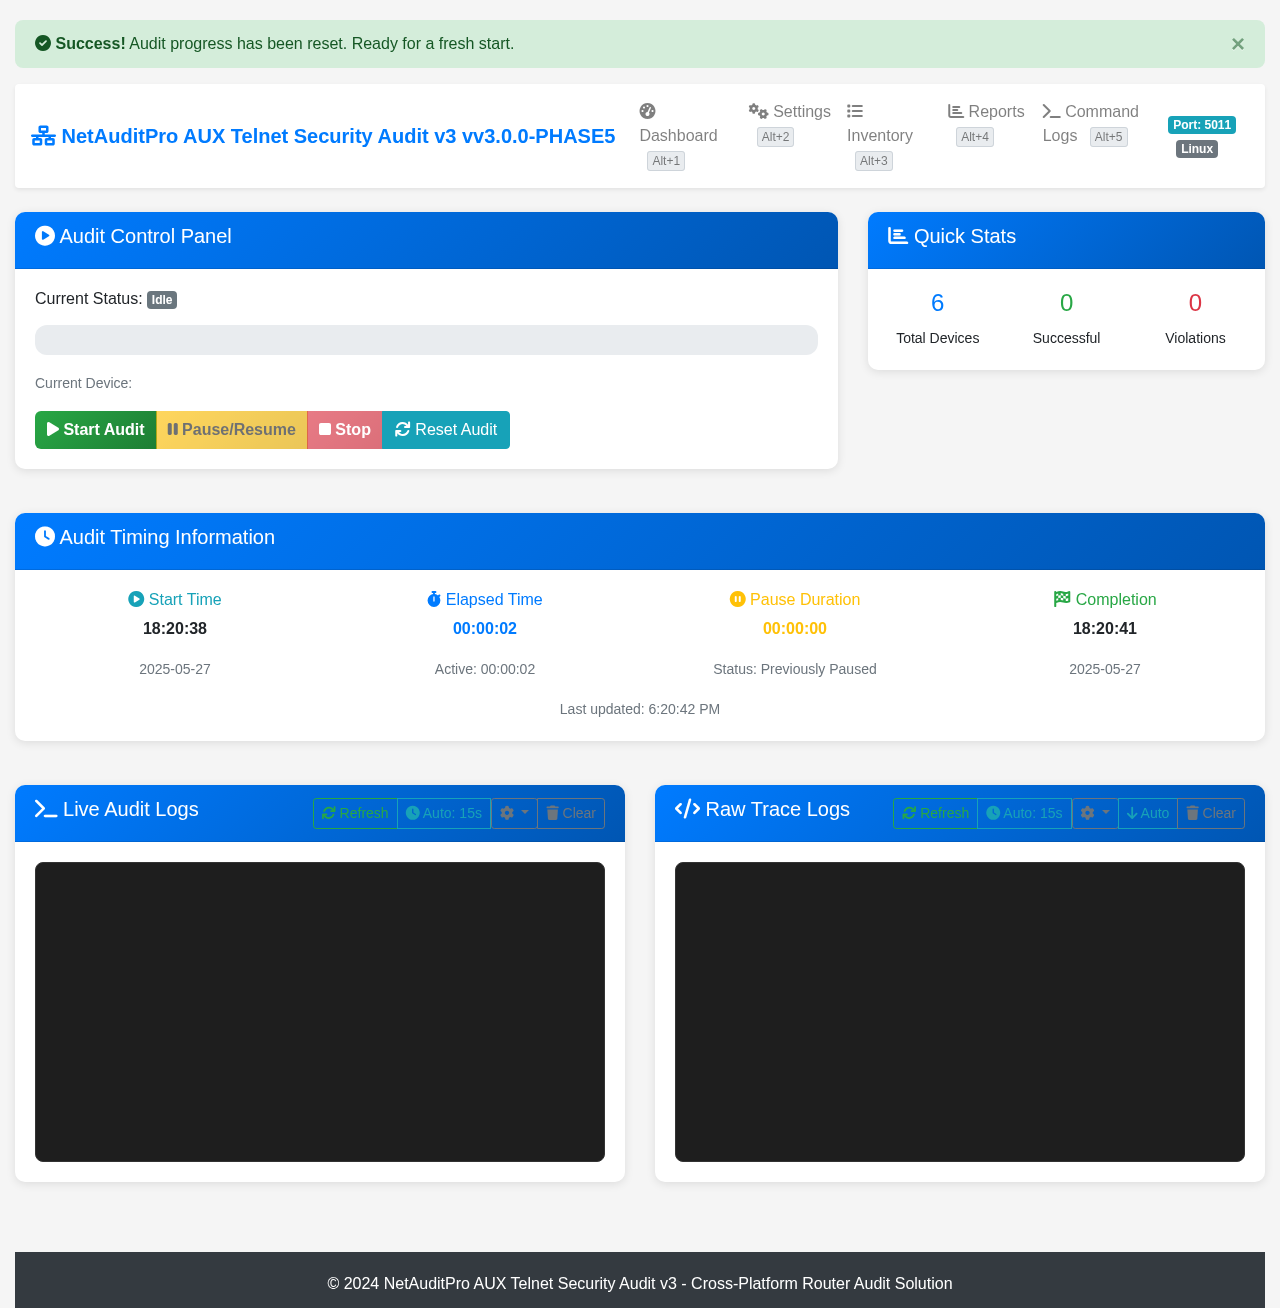 Success! Audit progress has been reset. Ready for a fresh start.
×
NetAuditPro AUX Telnet Security Audit v3 vv3.0.0-PHASE5
Dashboard
Alt+1
Settings
Alt+2
Inventory
Alt+3
Reports
Alt+4
Command
Logs Alt+5
Port: 5011
Linux
Audit Control Panel
Current Status: Idle
Current Device:
Start Audit Pause/Resume Stop Reset Audit
Quick Stats
6 0 0
Total Devices Successful Violations
Audit Timing Information
Start Time Elapsed Time Pause Duration Completion
18:20:38 00:00:02 00:00:00 18:20:41
2025-05-27 Active: 00:00:02 Status: Previously Paused 2025-05-27
Last updated: 6:20:42 PM
Live Audit Logs Refresh Auto: 15s Clear
Raw Trace Logs Refresh Auto: 15s Auto Clear
© 2024 NetAuditPro AUX Telnet Security Audit v3 - Cross-Platform Router Audit Solution